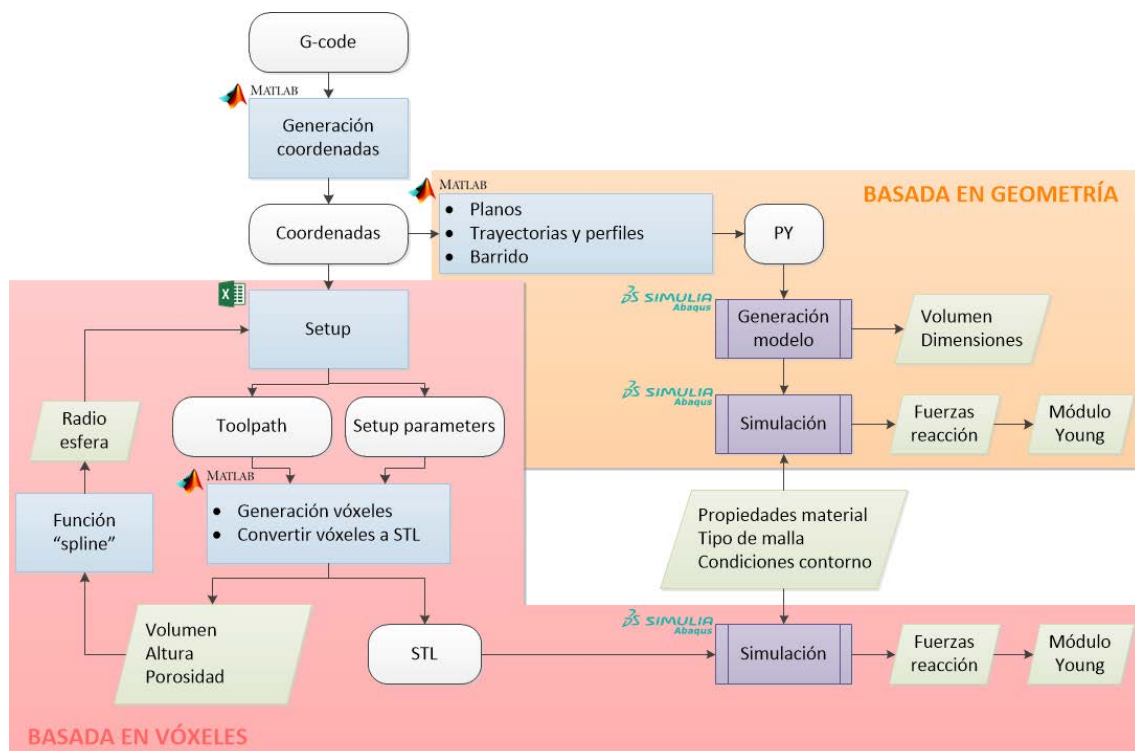 G-code
MATLAB
Generación
coordenadas
Coordenadas
MATLAB
• Planos
• Trayectorias y perfiles
• Barrido
BASADA EN GEOMETRÍA
PY
SIMULIA
Abaqus
Generación
modelo
Volumen
Dimensiones
SIMULIA
Abaqus
Simulación
Fuerzas
reacción
Módulo
Young
Setup
Radio
esfera
Toolpath
Setup parameters
MATLAB
• Generación vóxeles
• Convertir vóxeles a STL
Función
“spline”
Propiedades material
Tipo de malla
Condiciones contorno
Volumen
Altura
Porosidad
STL
SIMULIA
Abaqus
Simulación
Fuerzas
reacción
Módulo
Young
BASADA EN VÓXELES